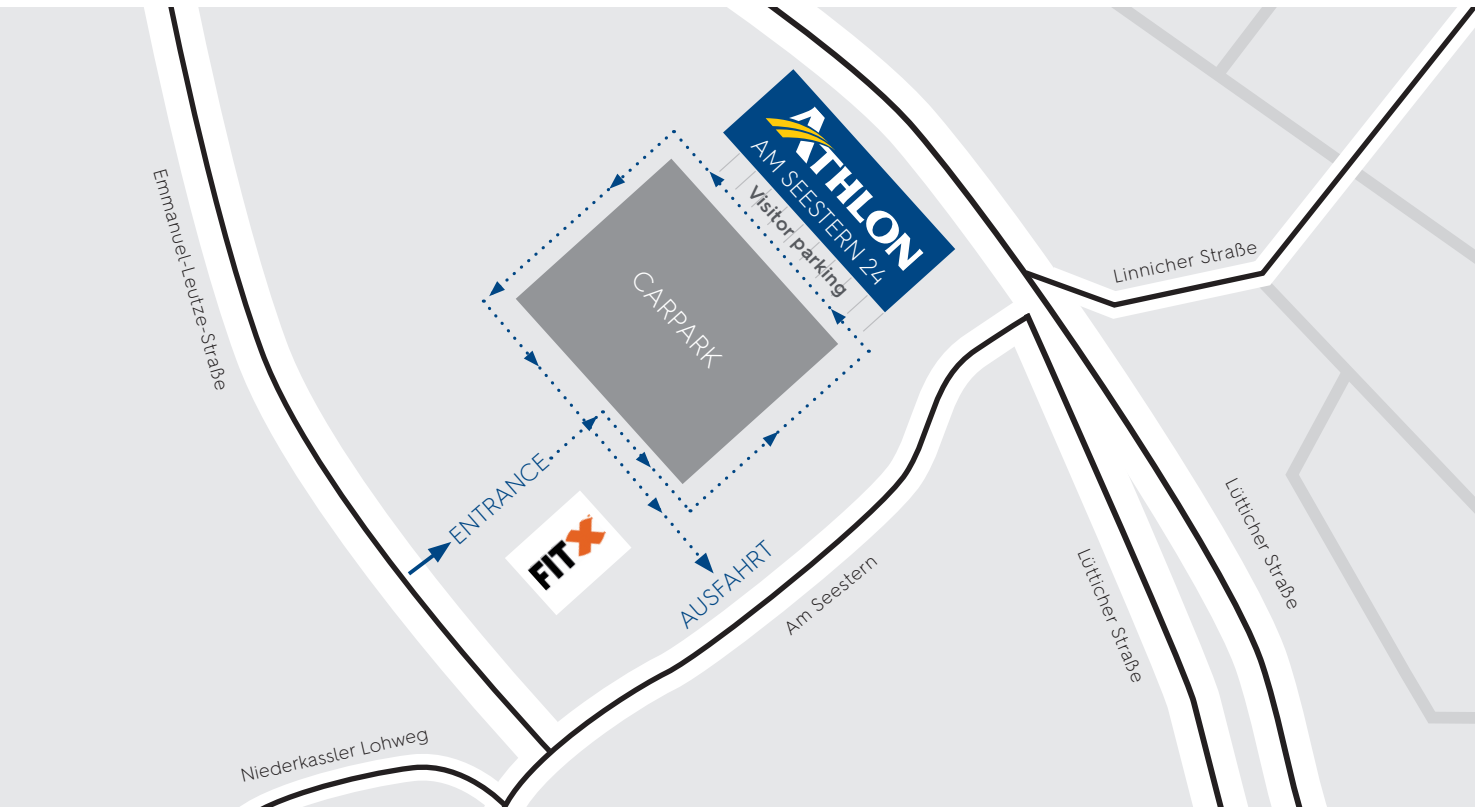 ATHLON
AM SEESTERN 24
Visitor parking
CARPARK
Emmanuel-Leutze-Straße
Linnicher Straße
ENTRANCE
FITX
AUSFAHRT
Am Seestern
Lütticher Straße
Lütticher Straße
Niederkassler Lohweg